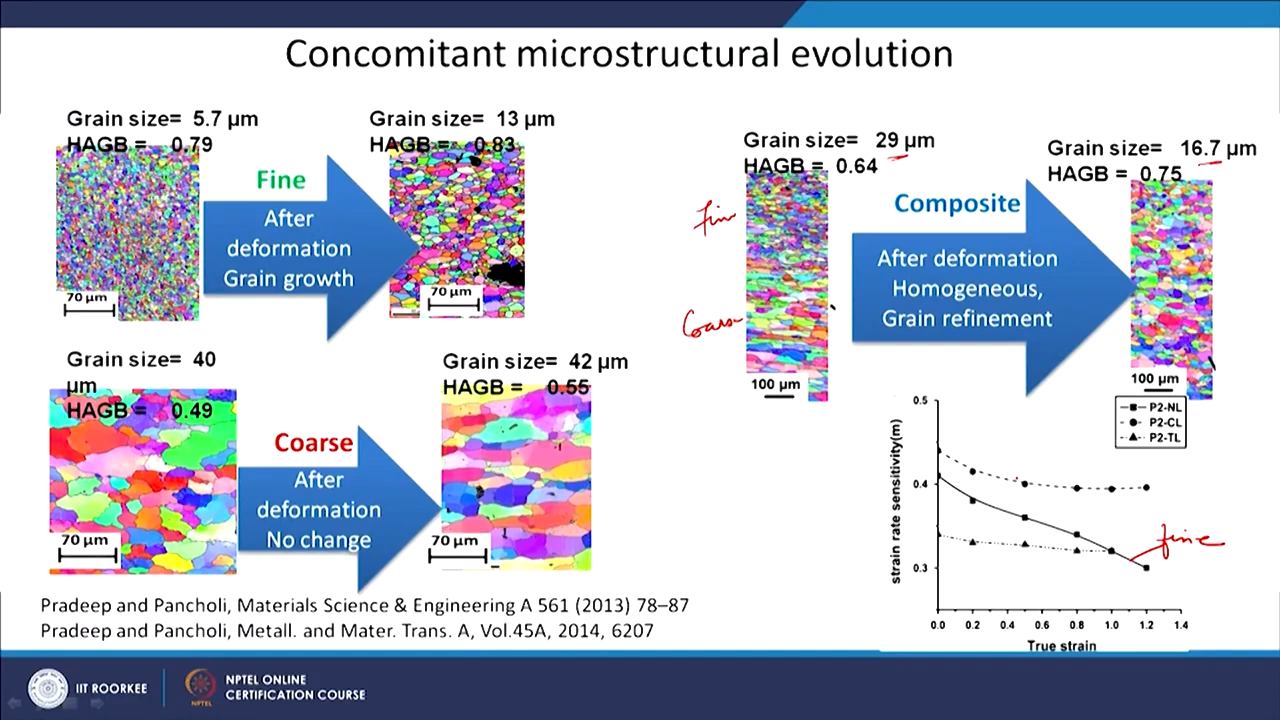 Concomitant microstructural evolution
Grain size= 5.7 µm
HAGB = 0.79
Fine
After
deformation
Grain growth
70 µm
Grain size= 13 µm
HAGB = 0.83
70 µm
Grain size= 40
µm
HAGB = 0.49
Coarse
After
deformation
No change
70 µm
Grain size= 42 µm
HAGB = 0.55
70 µm
Grain size= 29 µm
HAGB = 0.64
fine
Coarse
100 µm
Composite
After deformation
Homogeneous,
Grain refinement
Grain size= 16.7 µm
HAGB = 0.75
100 µm
P2-NL
P2-CL
P2-TL
strain rate sensitivity(m)
0.5
0.4
0.3
fine
0.0 0.2 0.4 0.6 0.8 1.0 1.2 1.4
True strain
Pradeep and Pancholi, Materials Science & Engineering A 561 (2013) 78–87
Pradeep and Pancholi, Metall. and Mater. Trans. A, Vol.45A, 2014, 6207
IIT ROORKEE
NPTEL
NPTEL ONLINE
CERTIFICATION COURSE